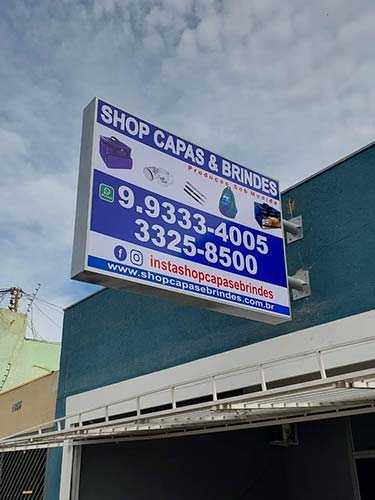 SHOP CAPAS & BRINDES
Produção Sob Medida
9.9333-4005
3325-8500
instashopcapasebrindes
www.shopcapasebrindes.com.br